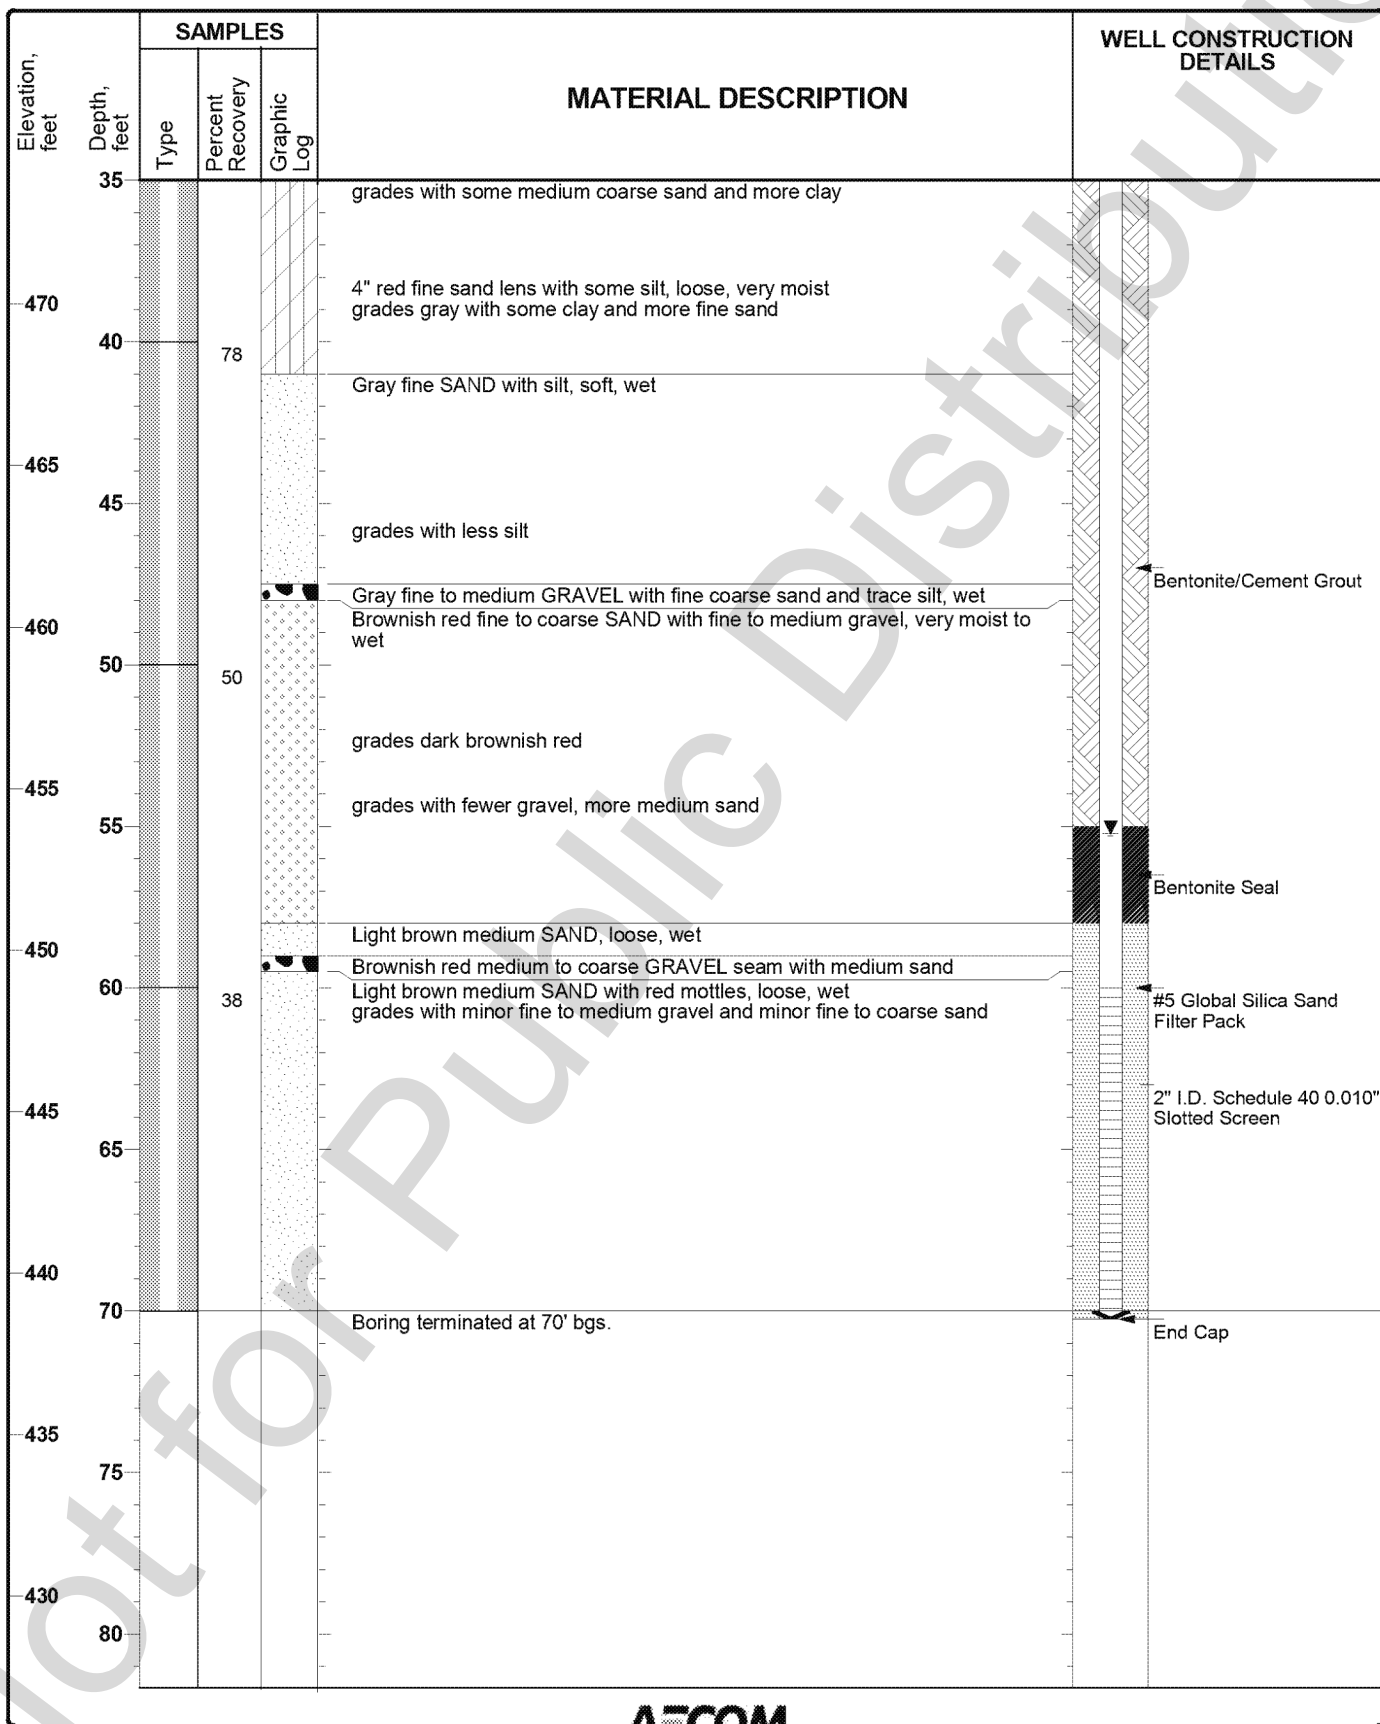 SAMPLES
WELL CONSTRUCTION
DETAILS
MATERIAL DESCRIPTION
Elevation,
feet
Depth,
feet
Type
Percent
Recovery
Graphic
Log
35
grades with some medium coarse sand and more clay
4" red fine sand lens with some silt, loose, very moist
470
grades gray with some clay and more fine sand
40
78
Gray fine SAND with silt, soft, wet
465
45
grades with less silt
Bentonite/Cement Grout
Gray fine to medium GRAVEL with fine coarse sand and trace silt, wet
460
Brownish red fine to coarse SAND with fine to medium gravel, very moist to
wet
50
50
grades dark brownish red
455
grades with fewer gravel, more medium sand
55
Bentonite Seal
Light brown medium SAND, loose, wet
450
Brownish red medium to coarse GRAVEL seam with medium sand
60
38
Light brown medium SAND with red mottles, loose, wet
#5 Global Silica Sand
Filter Pack
grades with minor fine to medium gravel and minor fine to coarse sand
2" I.D. Schedule 40 0.010"
Slotted Screen
445
65
440
70
Boring terminated at 70' bgs.
End Cap
435
75
430
80
AECOM
Not for Public Distribution